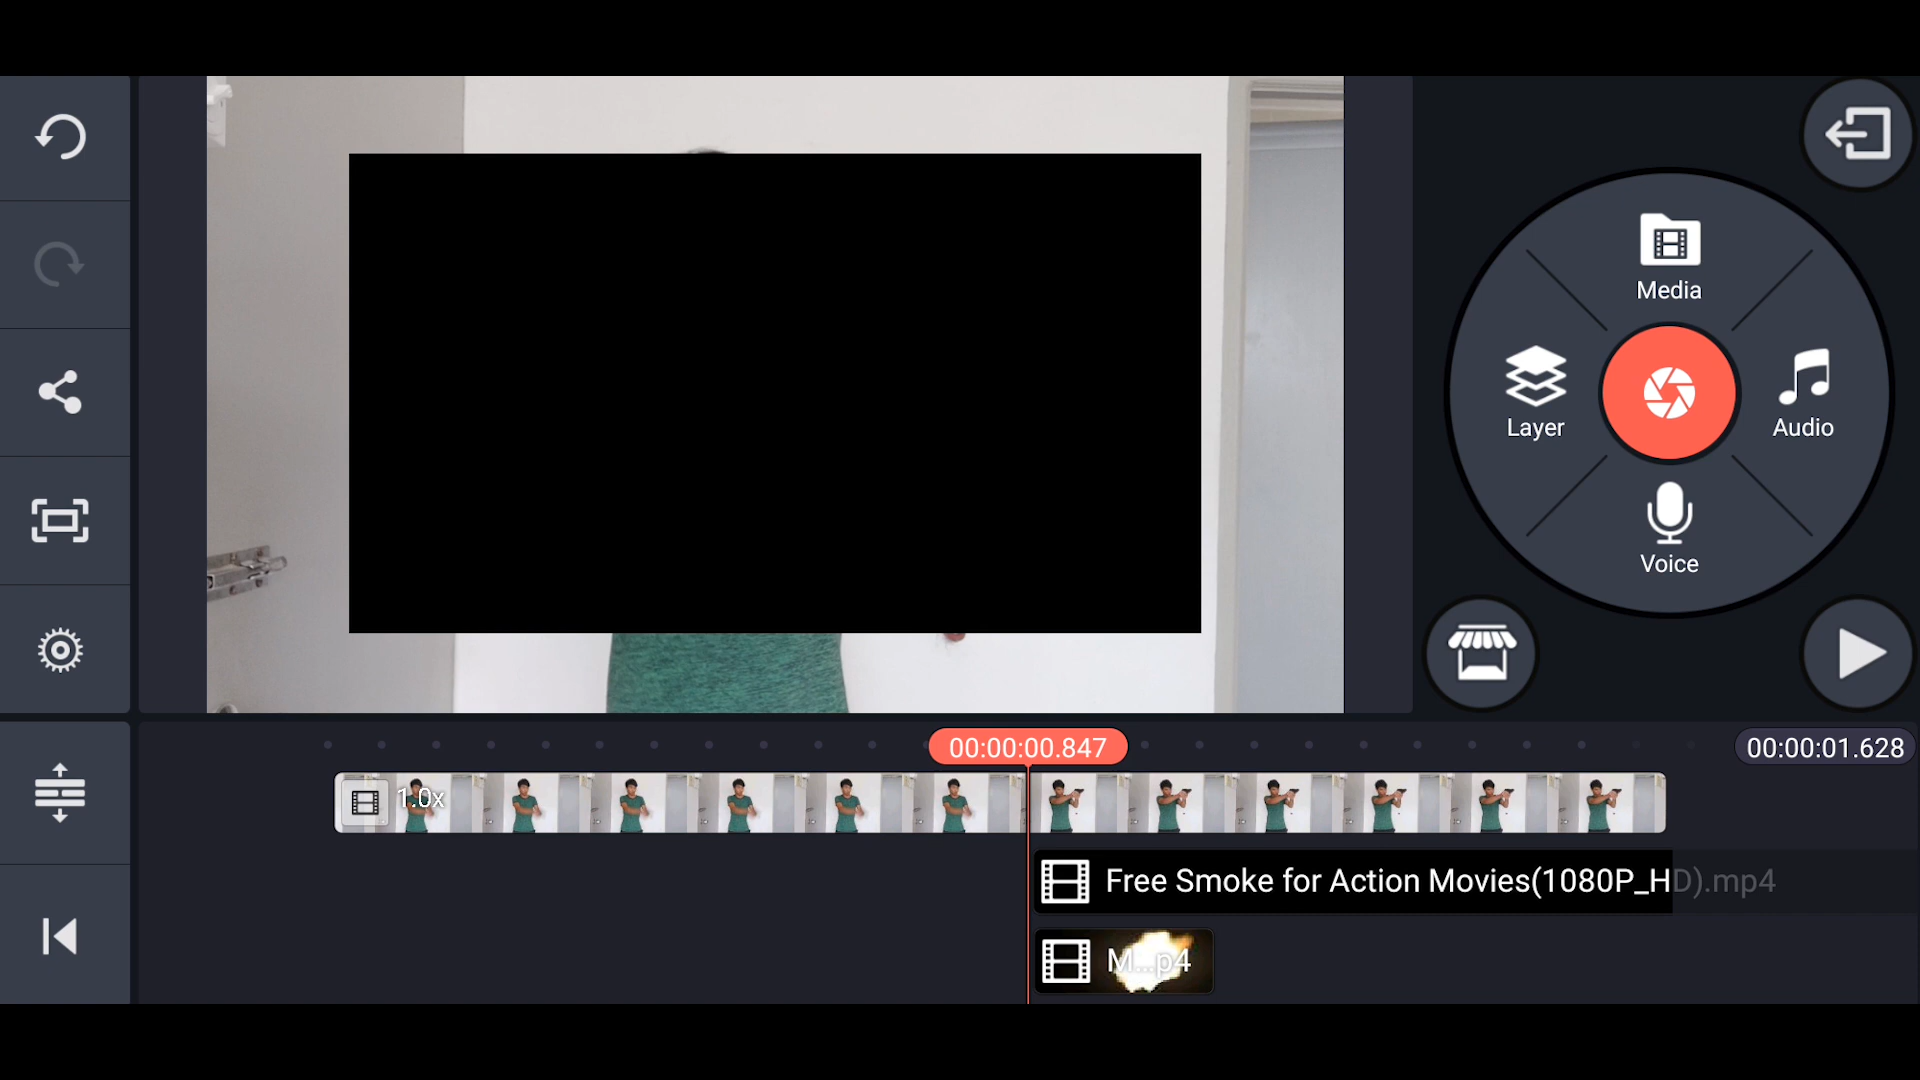 Media
Layer
Audio
Voice
00:00:00.847
00:00:01.628
1.0x
Free Smoke for Action Movies(1080P_HD).mp4
M...p4